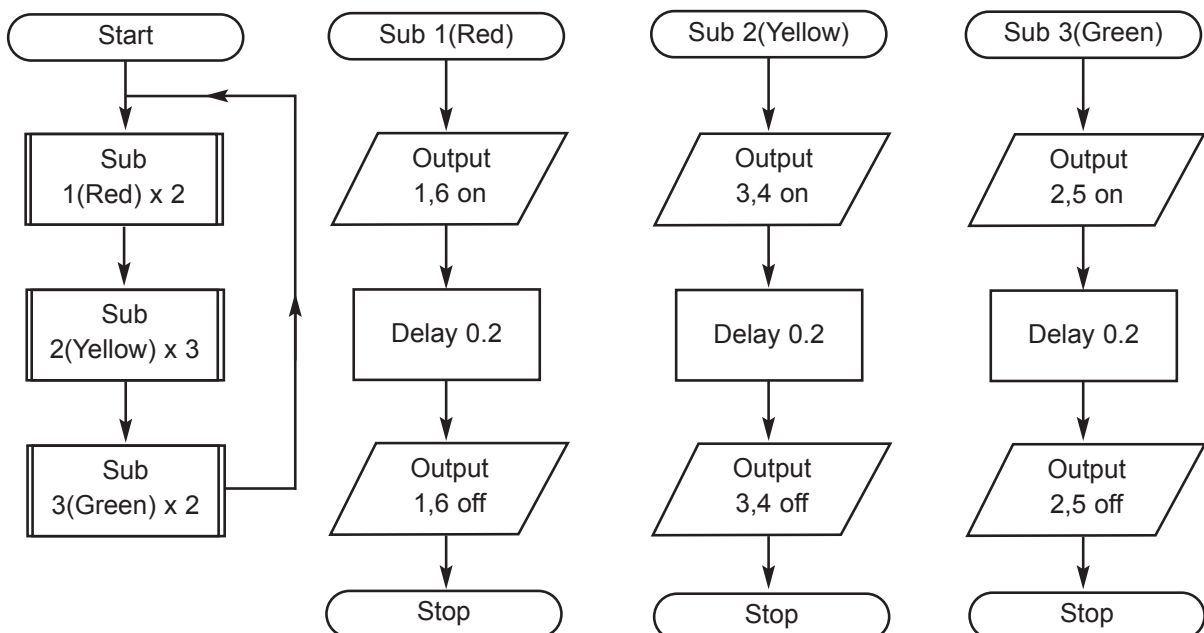 Start
Sub
1(Red) x 2
Sub
2(Yellow) x 3
Sub
3(Green) x 2
Sub 1(Red)
Output
1,6 on
Delay 0.2
Output
1,6 off
Stop
Sub 2(Yellow)
Output
3,4 on
Delay 0.2
Output
3,4 off
Stop
Sub 3(Green)
Output
2,5 on
Delay 0.2
Output
2,5 off
Stop